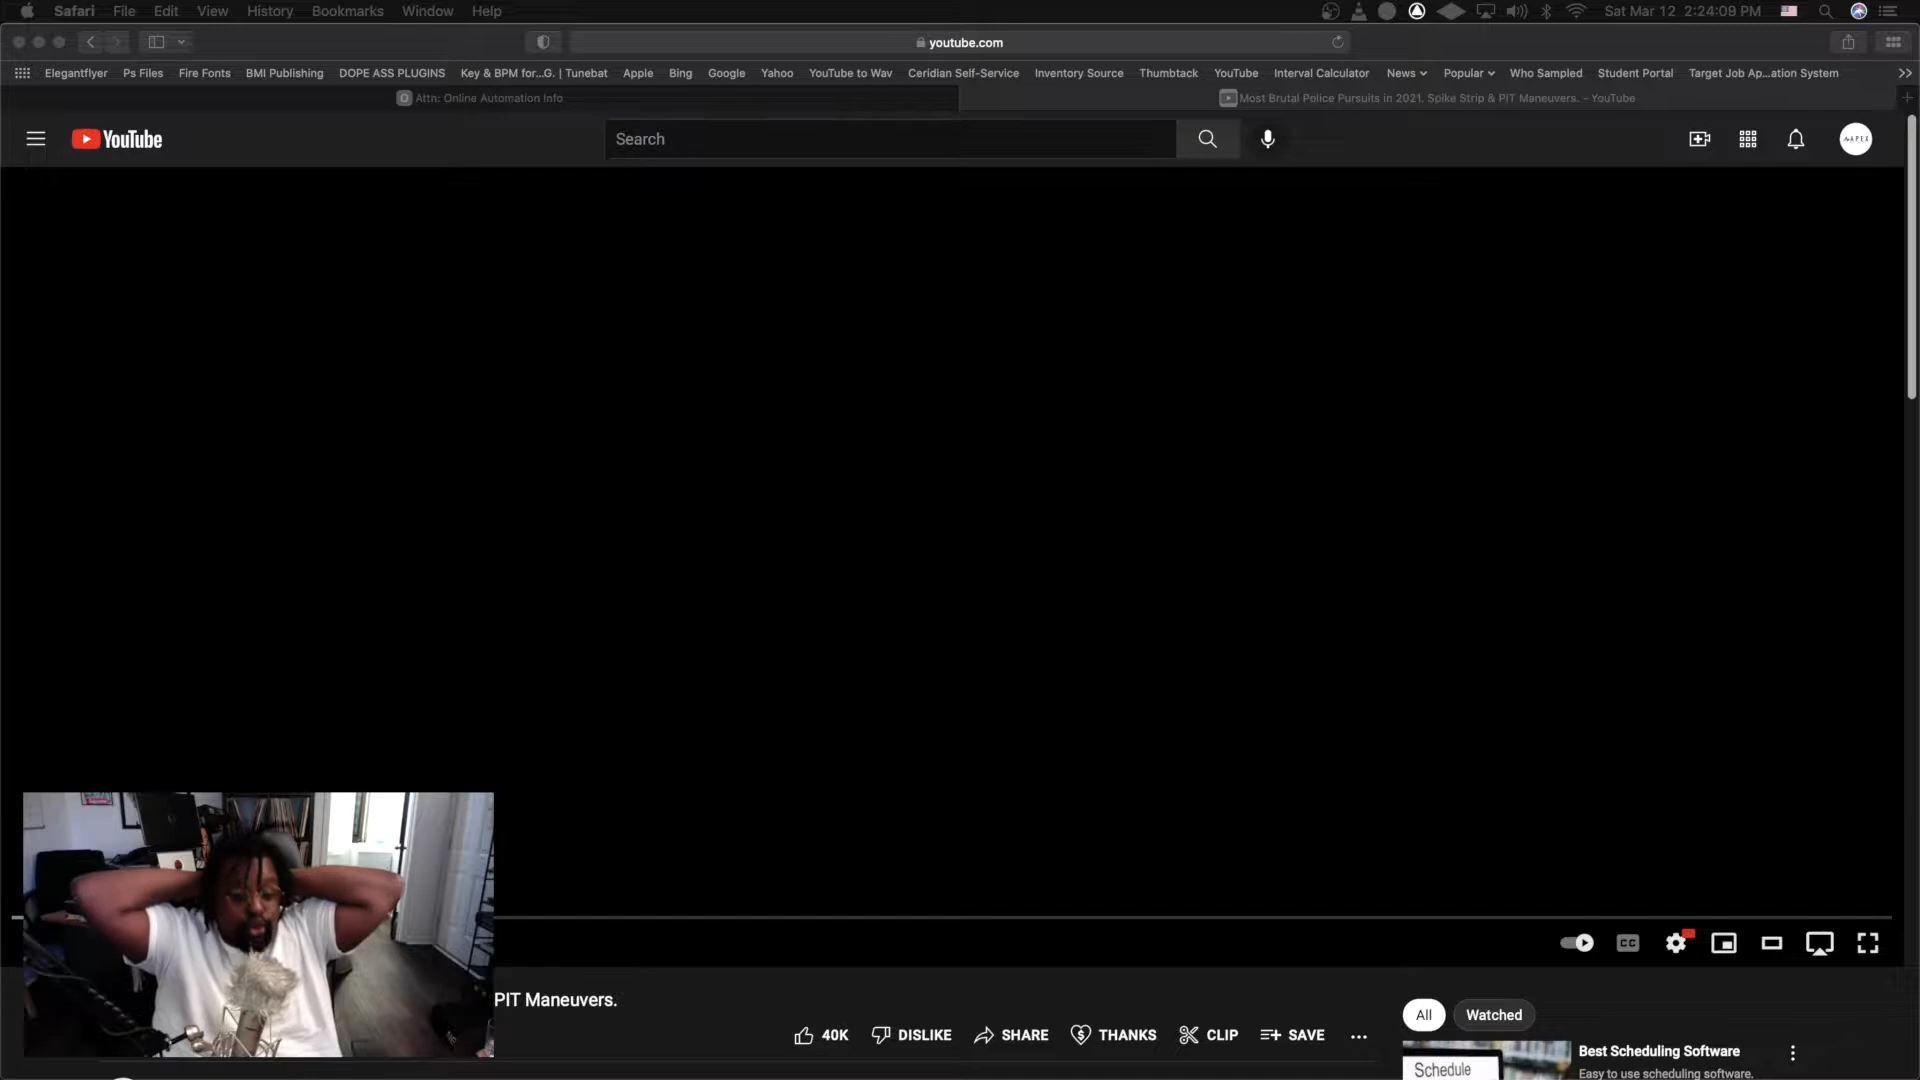 Safari File Edit View History Bookmarks Window Help Sat Mar 12 2:24:09 PM
youtube.com
Elegantflyer Ps Files Fire Fonts BMI Publishing DOPE ASS PLUGINS Key & BPM for...G. | Tunebat Apple Bing Google Yahoo YouTube to Wav Ceridian Self-Service Inventory Source Thumbtack YouTube Interval Calculator News Popular Who Sampled Student Portal Target Job Ap...ation System
Attn: Online Automation Info Most Brutal Police Pursuits in 2021. Spike Strip & PIT Maneuvers. - YouTube
YouTube Search
CC
PIT Maneuvers.
All Watched
40K DISLIKE SHARE THANKS CLIP SAVE
Best Scheduling Software
Schedule
Easy to use scheduling software.